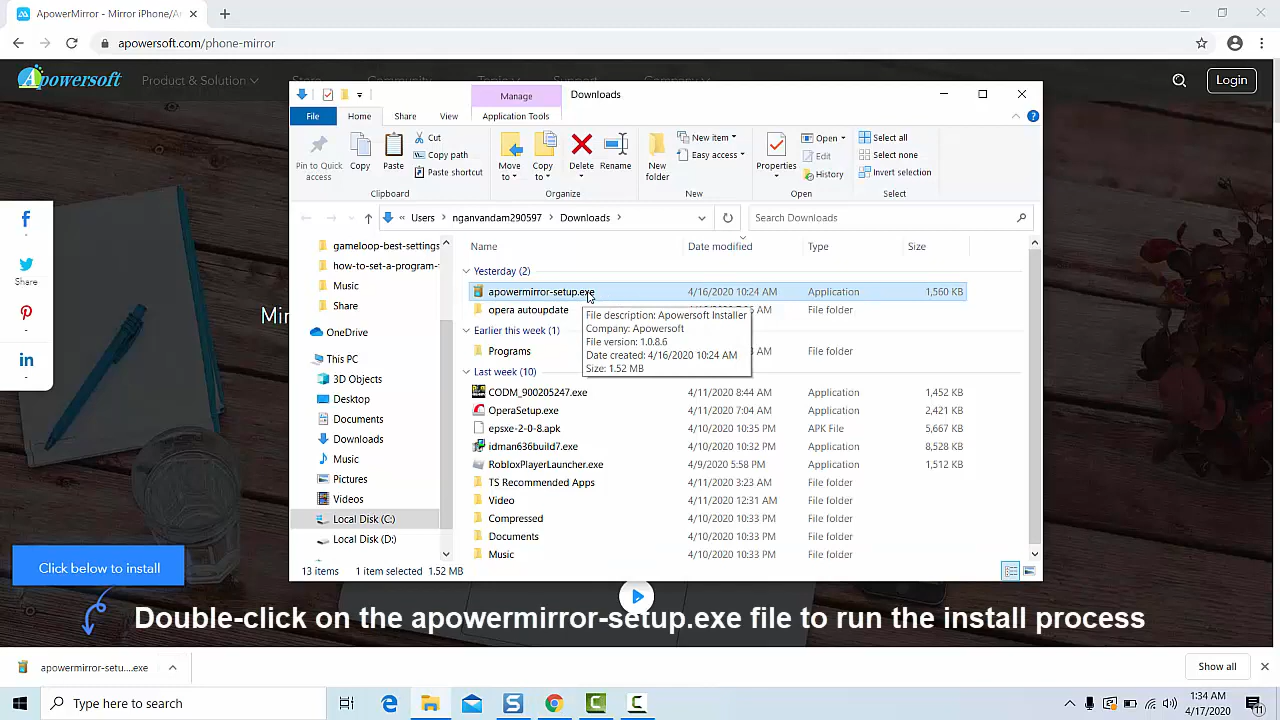 ApowerMirror - Mirror iPhone/An
apowersoft.com/phone-mirror
Apowersoft
Product & Solution
Store
Community
Topic
Support
Company
Login
Manage
Downloads
File
Home
Share
View
Application Tools
Pin to Quick access
Copy
Paste
Cut
Copy path
Paste shortcut
Clipboard
Move to
Copy to
Delete
Rename
Organize
New folder
New item
Easy access
New
Properties
Open
Edit
History
Open
Select all
Select none
Invert selection
Select
« Users > nganvandam290597 > Downloads >
Search Downloads
gameloop-best-settings
how-to-set-a-program-
Music
Share
OneDrive
This PC
3D Objects
Desktop
Documents
Downloads
Music
Pictures
Videos
Local Disk (C:)
Local Disk (D:)
Name Date modified Type Size
Yesterday (2)
apowermirror-setup.exe 4/16/2020 10:24 AM Application 1,560 KB
opera autoupdate File folder
Earlier this week (1)
Programs File folder
Last week (10)
CODM_900205247.exe 4/11/2020 8:44 AM Application 1,452 KB
OperaSetup.exe 4/11/2020 7:04 AM Application 2,421 KB
epsxe-2-0-8.apk 4/10/2020 10:35 PM APK File 5,667 KB
idman636build7.exe 4/10/2020 10:32 PM Application 8,528 KB
RobloxPlayerLauncher.exe 4/9/2020 5:58 PM Application 1,512 KB
TS Recommended Apps 4/11/2020 3:23 AM File folder
Video 4/11/2020 12:31 AM File folder
Compressed 4/10/2020 10:33 PM File folder
Documents 4/10/2020 10:33 PM File folder
Music 4/10/2020 10:33 PM File folder
File description: Apowersoft Installer
Company: Apowersoft
File version: 1.0.8.6
Date created: 4/16/2020 10:24 AM
Size: 1.52 MB
13 items 1 item selected 1.52 MB
Share
Click below to install
Double-click on the apowermirror-setup.exe file to run the install process
apowermirror-setu....exe
Show all
Type here to search
1:34 AM
4/17/2020
11